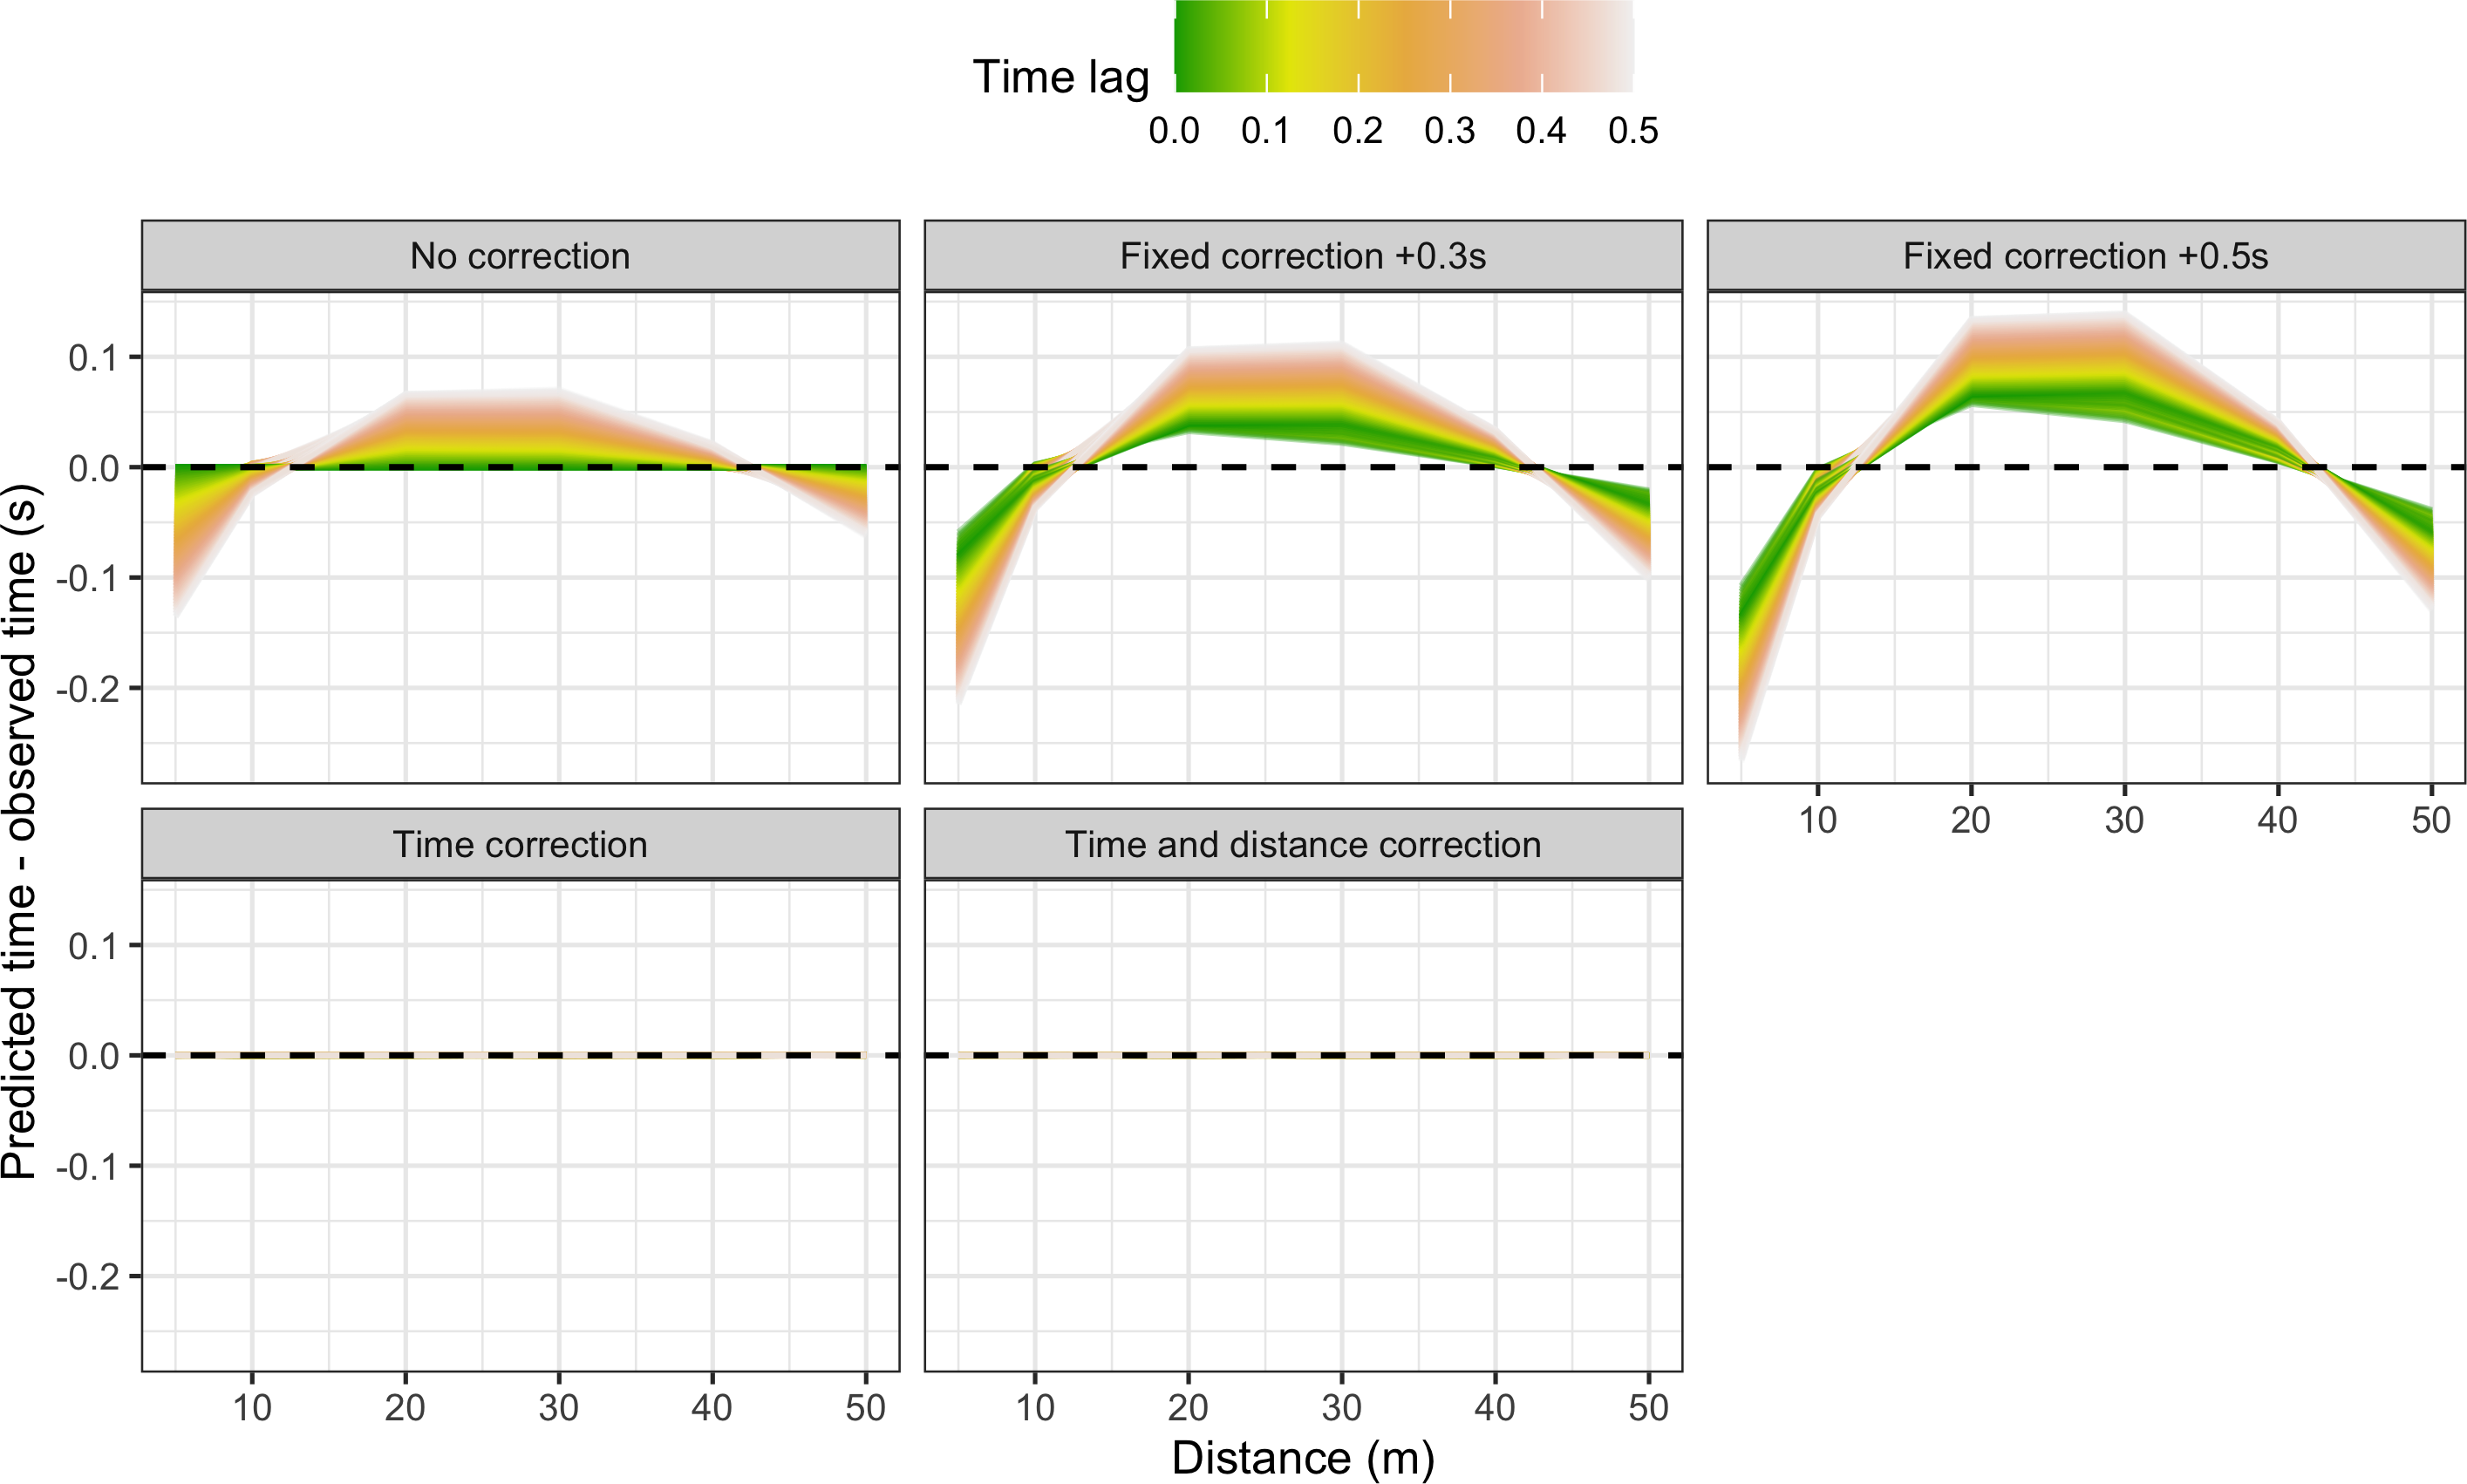 Time lag
0.0 0.1 0.2 0.3 0.4 0.5
No correction
Fixed correction +0.3s
Fixed correction +0.5s
Predicted time - observed time (s)
0.1
0.0
-0.1
-0.2
10 20 30 40 50
Time correction
Time and distance correction
0.1
0.0
-0.1
-0.2
10 20 30 40 50
10 20 30 40 50
Distance (m)